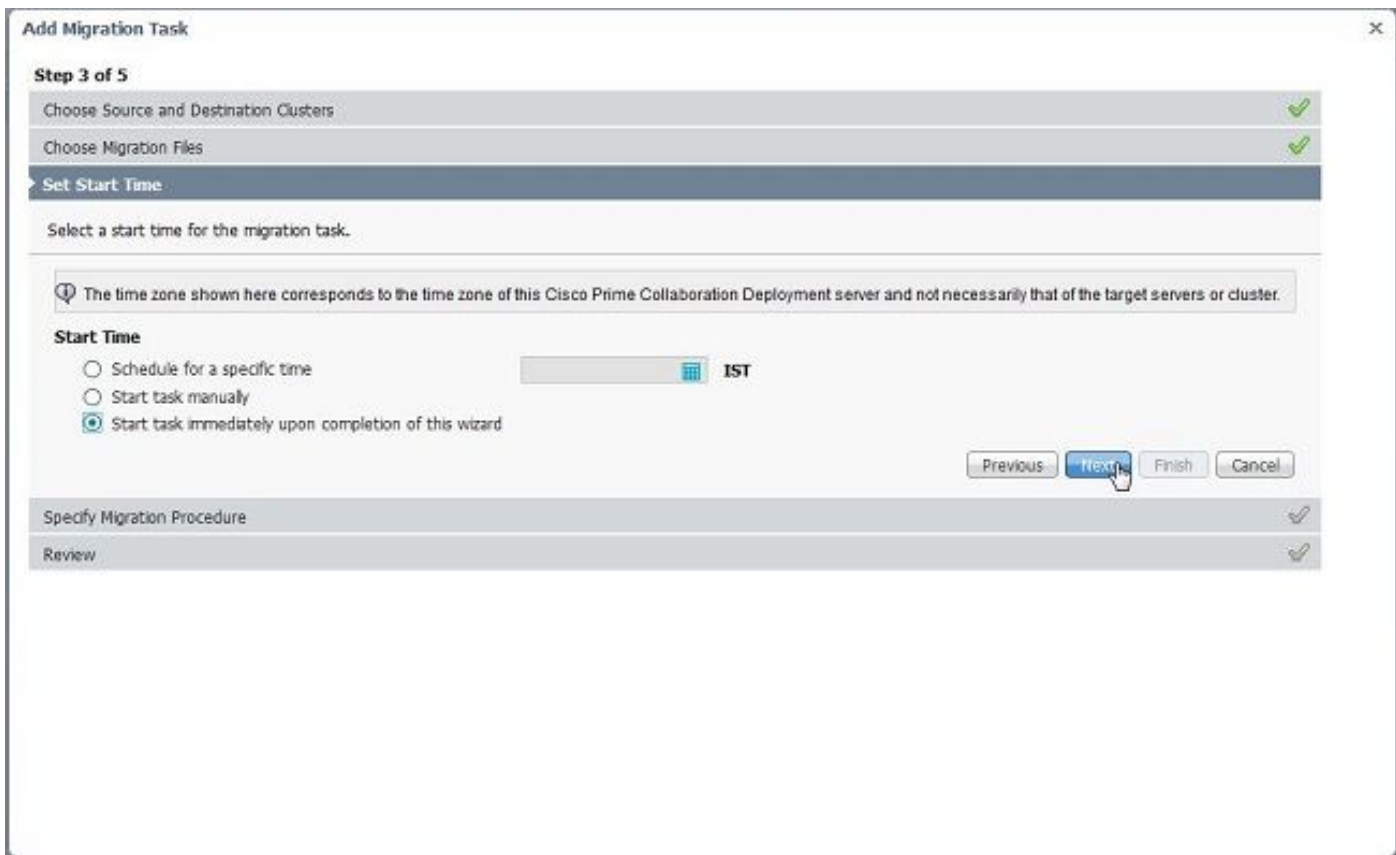 Add Migration Task
Step 3 of 5
Choose Source and Destination Clusters
Choose Migration Files
Set Start Time
Select a start time for the migration task.
The time zone shown here corresponds to the time zone of this Cisco Prime Collaboration Deployment server and not necessarily that of the target servers or cluster.
Start Time
Schedule for a specific time IST
Start task manually
Start task immediately upon completion of this wizard
Previous Next Finish Cancel
Specify Migration Procedure
Review